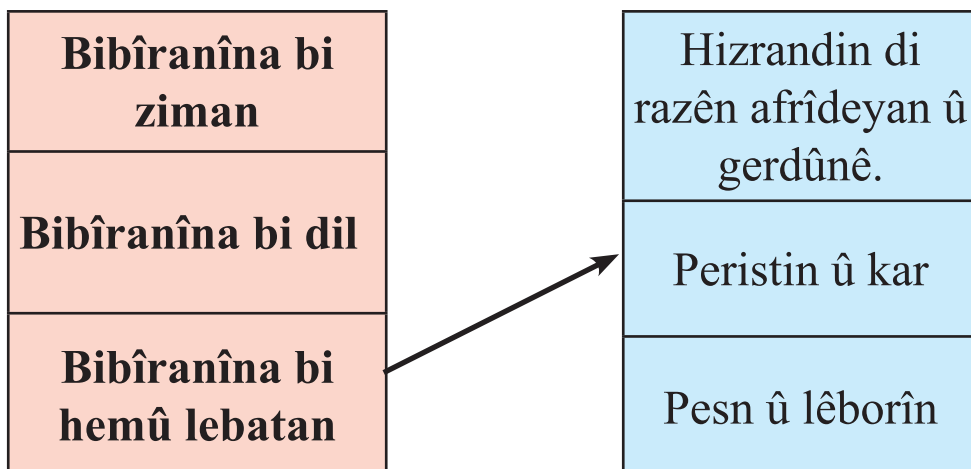 Bibîranîna bi
ziman
Bibîranîna bi dil
Bibîranîna bi
hemû lebatan
Hizrandin di
razên afrîdeyan û
gerdûnê.
Peristin û kar
Pesn û lêborîn